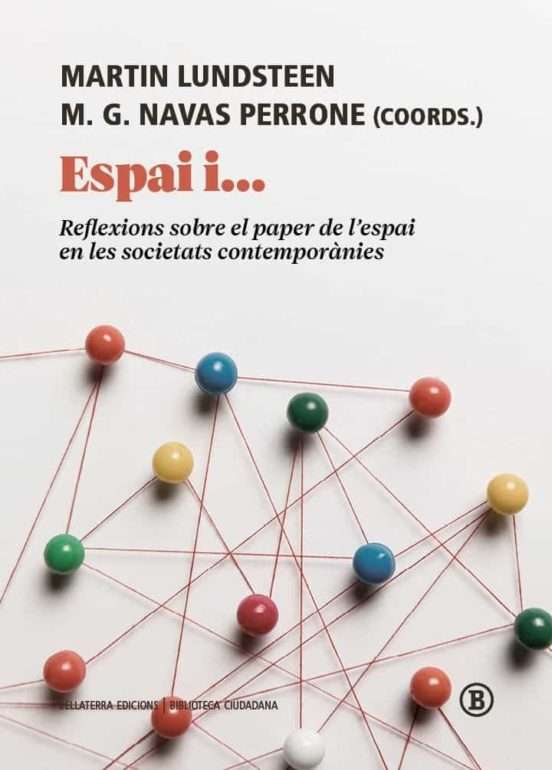 MARTIN LUNDSTEEN
M. G. NAVAS PERRONE (COORDS.)
Espai i...
Reflexions sobre el paper de l'espai
en les societats contemporànies
BELLATERRA EDICIONS | BIBLIOTECA CIUDADANA
B